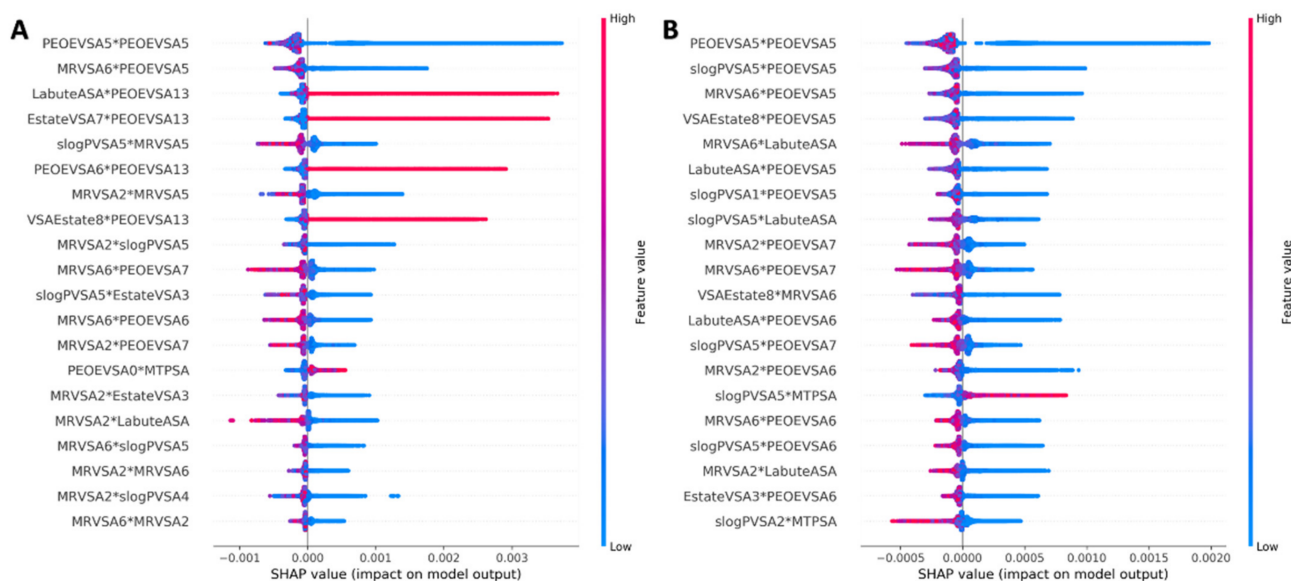 A
High
PEOEVSA5*PEOEVSA5
MRVSA6*PEOEVSA5
LabuteASA*PEOEVSA13
EstateVSA7*PEOEVSA13
slogPVSA5*MRVSA5
PEOEVSA6*PEOEVSA13
MRVSA2*MRVSA5
VSAEstate8*PEOEVSA13
MRVSA2*slogPVSA5
MRVSA6*PEOEVSA7
slogPVSA5*EstateVSA3
MRVSA6*PEOEVSA6
MRVSA2*PEOEVSA7
PEOEVSA0*MTPSA
MRVSA2*EstateVSA3
MRVSA2*LabuteASA
MRVSA6*slogPVSA5
MRVSA2*MRVSA6
MRVSA2*slogPVSA4
MRVSA6*MRVSA2
Feature value
Low
−0.001 0.000 0.001 0.002 0.003
SHAP value (impact on model output)
B
High
PEOEVSA5*PEOEVSA5
slogPVSA5*PEOEVSA5
MRVSA6*PEOEVSA5
VSAEstate8*PEOEVSA5
MRVSA6*LabuteASA
LabuteASA*PEOEVSA5
slogPVSA1*PEOEVSA5
slogPVSA5*LabuteASA
MRVSA2*PEOEVSA7
MRVSA6*PEOEVSA7
VSAEstate8*MRVSA6
LabuteASA*PEOEVSA6
slogPVSA5*PEOEVSA7
MRVSA2*PEOEVSA6
slogPVSA5*MTPSA
MRVSA6*PEOEVSA6
slogPVSA5*PEOEVSA6
MRVSA2*LabuteASA
EstateVSA3*PEOEVSA6
slogPVSA2*MTPSA
Feature value
Low
−0.0005 0.0000 0.0005 0.0010 0.0015 0.0020
SHAP value (impact on model output)